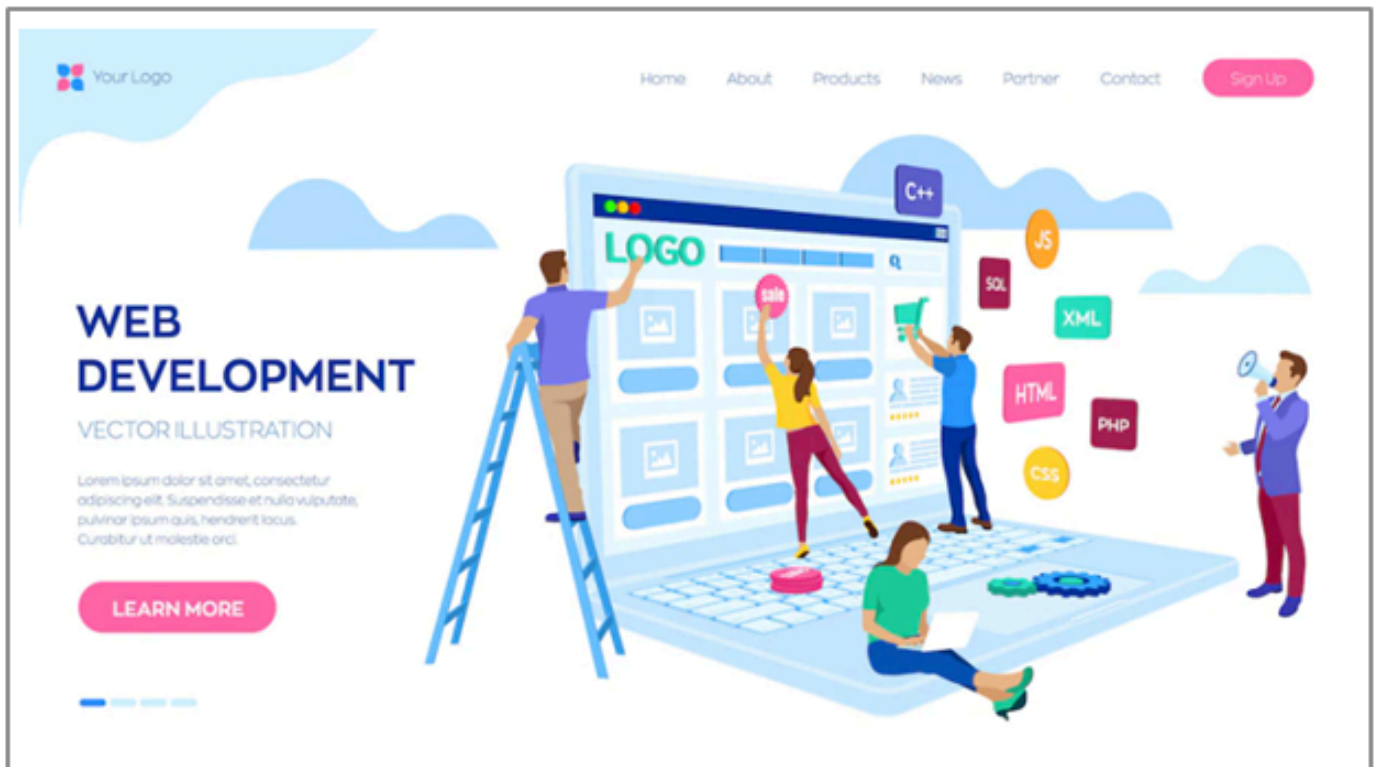 Your Logo
Home About Products News Partner Contact Sign Up
C++
JS
LOGO
SQL
sale
XML
WEB
DEVELOPMENT
HTML
PHP
VECTOR ILLUSTRATION
CSS
Lorem ipsum dolor sit amet, consectetur
adipiscing elit. Suspendisse et nulla vulputate,
pulvinar ipsum quis, hendrerit lacus.
Curabitur ut molestie orci.
LEARN MORE